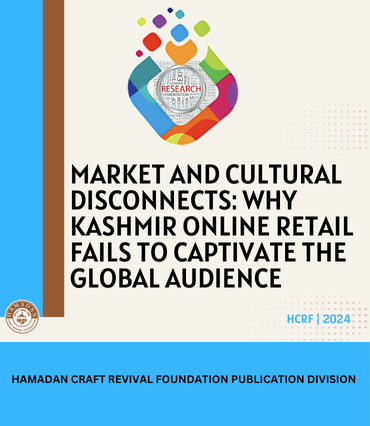 RESEARCH
MARKET AND CULTURAL
DISCONNECTS: WHY
KASHMIR ONLINE RETAIL
FAILS TO CAPTIVATE THE
GLOBAL AUDIENCE
HCRF | 2024
HAMADAN
HAMADAN CRAFT REVIVAL FOUNDATION PUBLICATION DIVISION